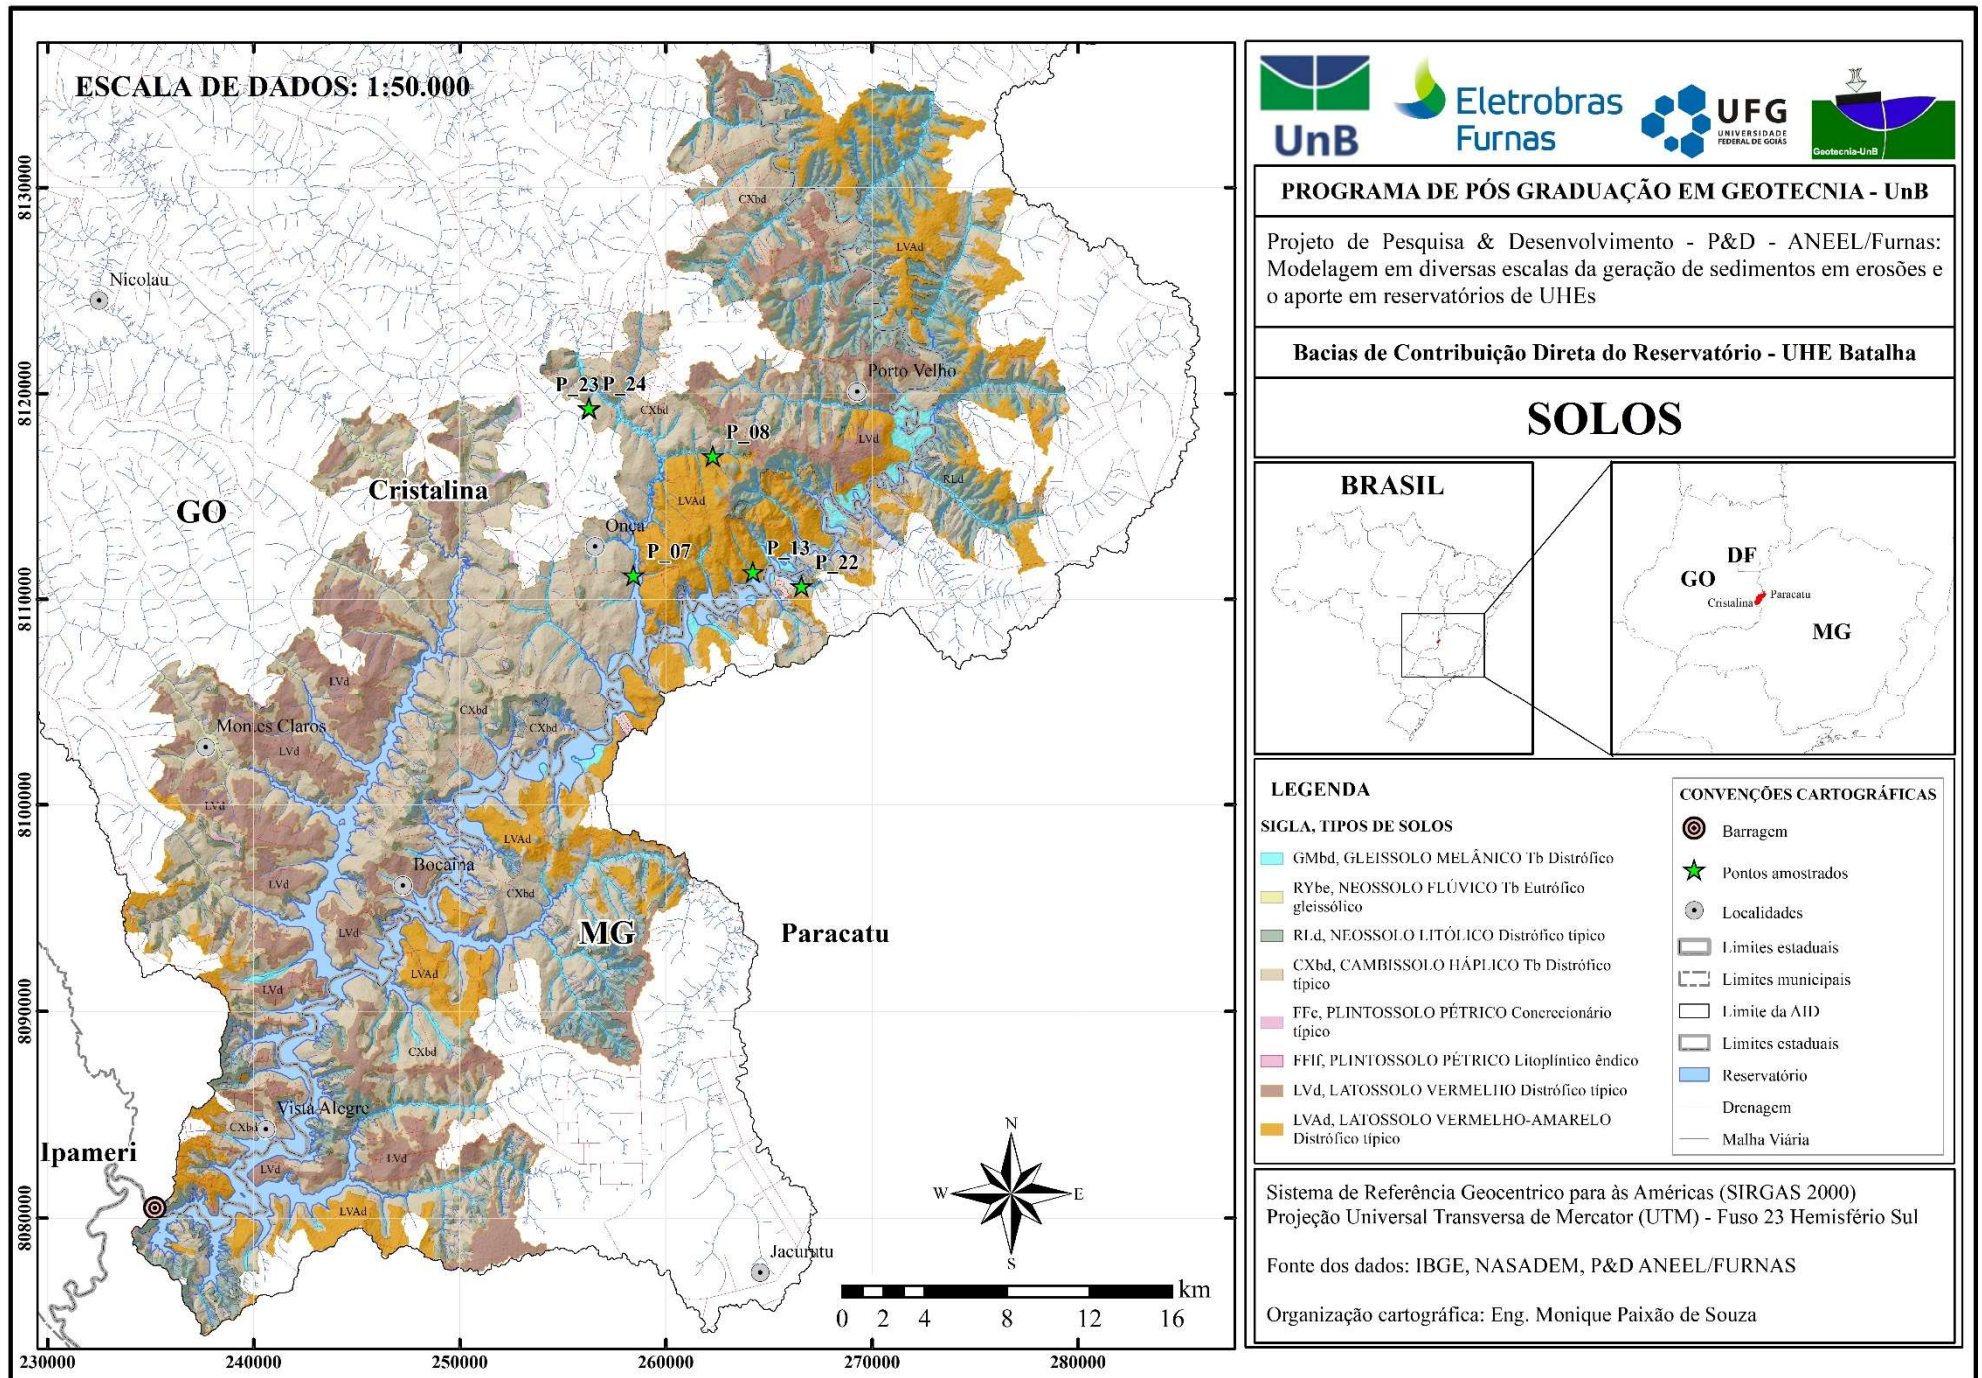 ESCALA DE DADOS: 1:50.000
8130000
8120000
8110000
8100000
8090000
8080000
230000
240000
250000
260000
270000
280000
CXbd
LVAd
Nicolau
Porto Velho
P_23
P_24
CXbd
P_08
LVd
RLd
LVAd
Cristalina
GO
Onça
P_07
P_13
P_22
LVd
Montes Claros
LVd
CXbd
CXbd
LVd
LVAd
Bocaina
LVd
CXbd
MG
Paracatu
LVd
LVAd
LVd
CXbd
Vista Alegre
CXbd
Ipameri
LVd
LVd
LVAd
Jacurutu
N
W
E
S
km
0 2 4 8 12 16
UnB
Eletrobras
Furnas
UFG
UNIVERSIDADE
FEDERAL DE GOIÁS
Geotecnia-UnB
PROGRAMA DE PÓS GRADUAÇÃO EM GEOTECNIA - UnB
Projeto de Pesquisa & Desenvolvimento - P&D - ANEEL/Furnas:
Modelagem em diversas escalas da geração de sedimentos em erosões e
o aporte em reservatórios de UHEs
Bacias de Contribuição Direta do Reservatório - UHE Batalha
SOLOS
BRASIL
DF
GO
Paracatu
Cristalina
MG
LEGENDA
SIGLA, TIPOS DE SOLOS
GMbd, GLEISSOLO MELÂNICO Tb Distrófico
RYbe, NEOSSOLO FLÚVICO Tb Eutrófico
gleissólico
RLd, NEOSSOLO LITÓLICO Distrófico típico
CXbd, CAMBISSOLO HÁPLICO Tb Distrófico
típico
FFc, PLINTOSSOLO PÉTRICO Concrecionário
típico
FFlf, PLINTOSSOLO PÉTRICO Litoplíntico êndico
LVd, LATOSSOLO VERMELHO Distrófico típico
LVAd, LATOSSOLO VERMELHO-AMARELO
Distrófico típico
CONVENÇÕES CARTOGRÁFICAS
Barragem
Pontos amostrados
Localidades
Limites estaduais
Limites municipais
Limite da AID
Limites estaduais
Reservatório
Drenagem
Malha Viária
Sistema de Referência Geocentrico para às Américas (SIRGAS 2000)
Projeção Universal Transversa de Mercator (UTM) - Fuso 23 Hemisfério Sul
Fonte dos dados: IBGE, NASADEM, P&D ANEEL/FURNAS
Organização cartográfica: Eng. Monique Paixão de Souza